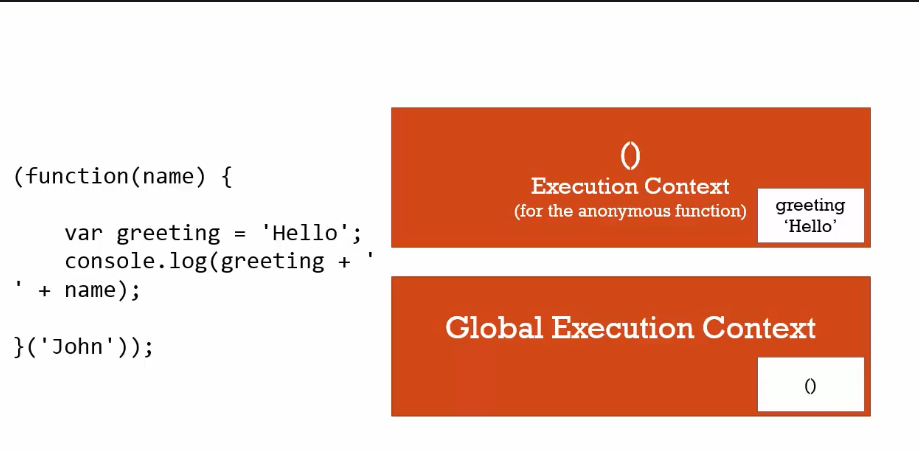 (function(name) {
var greeting = 'Hello';
console.log(greeting + '
' + name);
}('John'));
()
Execution Context
(for the anonymous function)
greeting
‘Hello’
Global Execution Context
()